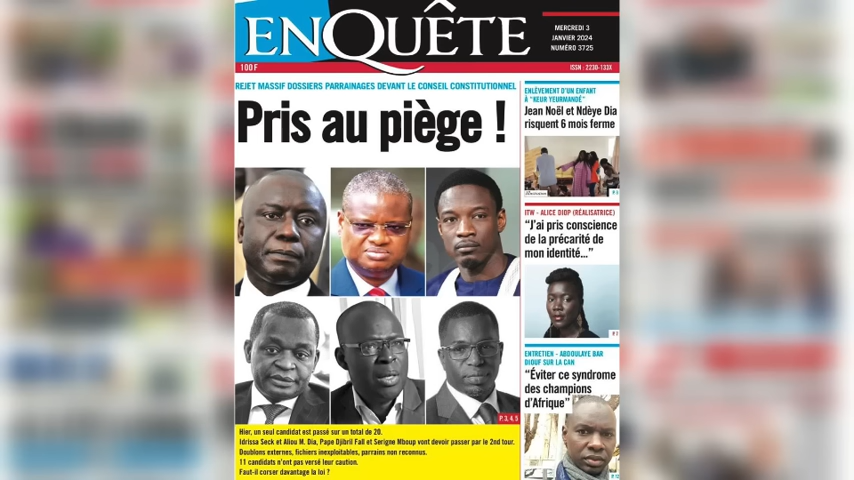 ENQUÊTE
MERCREDI 3
JANVIER 2024
NUMÉRO 3725
100 F
ISSN : 2230-133X
REJET MASSIF DOSSIERS PARRAINAGES DEVANT LE CONSEIL CONSTITUTIONNEL
Pris au piège !
P. 3, 4, 5
Hier, un seul candidat est passé sur un total de 20.
Idrissa Seck et Aliou M. Dia, Pape Djibril Fall et Serigne Mboup vont devoir passer par le 2nd tour.
Doublons externes, fichiers inexploitables, parrains non reconnus.
11 candidats n'ont pas versé leur caution.
Faut-il corser davantage la loi ?
ENLÈVEMENT D'UN ENFANT
À "KEUR YEURMANDÉ"
Jean Noël et Ndèye Dia
risquent 6 mois ferme
ITW - ALICE DIOP (RÉALISATRICE)
"J'ai pris conscience
de la précarité de
mon identité..."
P 7
ENTRETIEN - ABDOULAYE BAR
DIOUF SUR LA CAN
"Éviter ce syndrome
des champions
d'Afrique"